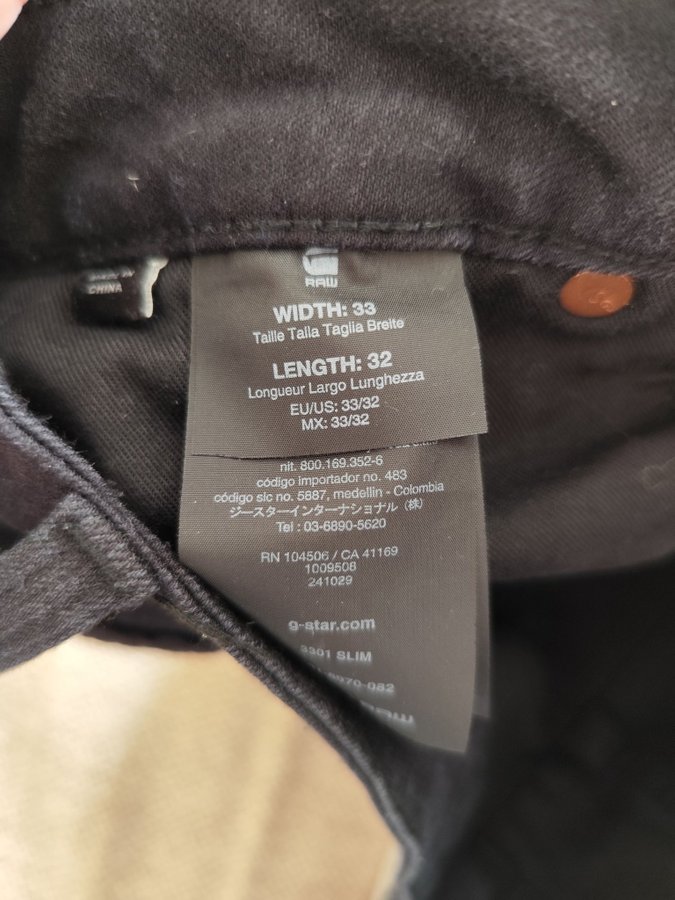 CHINA
RAW
WIDTH: 33
Taille Talla Taglia Breite
LENGTH: 32
Longueur Largo Lunghezza
EU/US: 33/32
MX: 33/32
nit. 800.169.352-6
código importador no. 483
código sic no. 5887, medellin - Colombia
ジースターインターナショナル（株）
Tel : 03-6890-5620
RN 104506 / CA 41169
1009508
241029
g-star.com
3301 SLIM
RAW